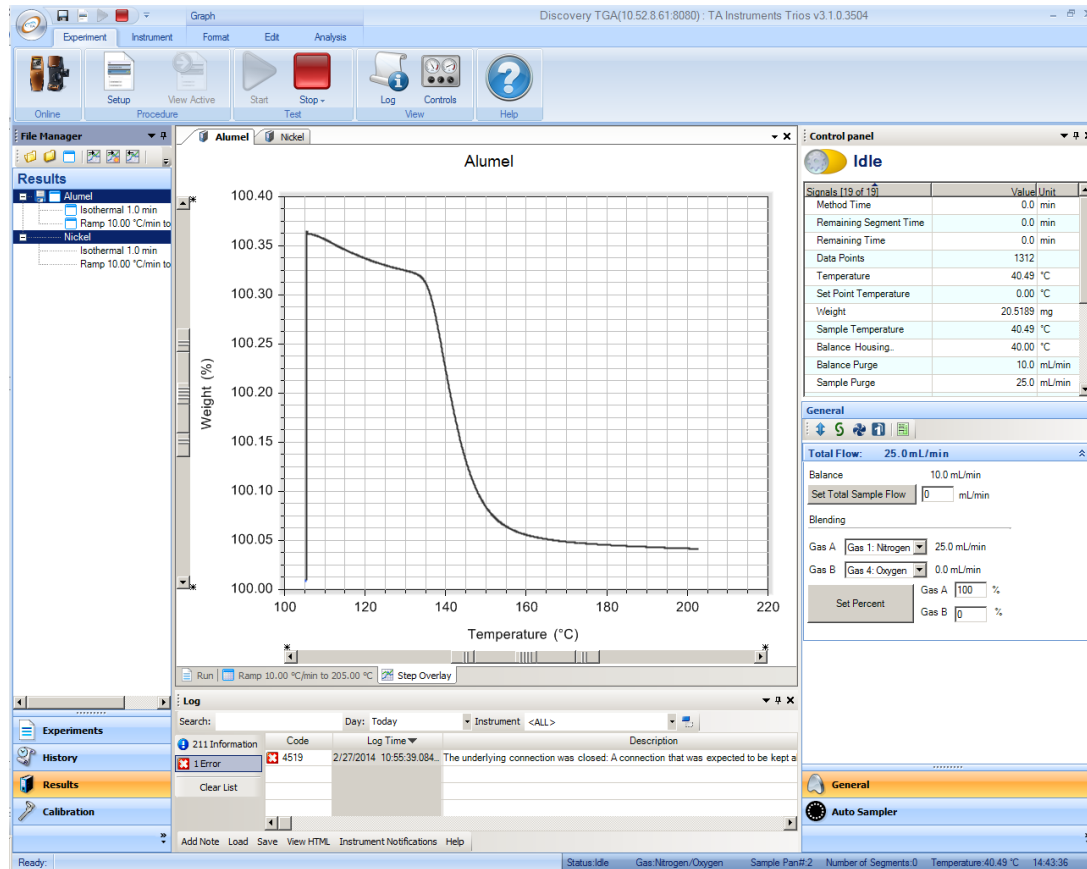 Graph
Discovery TGA(10.52.8.61:8080) : TA Instruments Trios v3.1.0.3504
Experiment Instrument Format Edit Analysis
Setup View Active Start Stop Log Controls
Online Procedure Test View Help
File Manager
Results
Alumel
Isothermal 1.0 min
Ramp 10.00 °C/min to
Nickel
Isothermal 1.0 min
Ramp 10.00 °C/min to
Experiments
History
Results
Calibration
Alumel Nickel
Alumel
100.40
100.35
100.30
100.25
100.20
100.15
100.10
100.05
100.00
Weight (%)
100 120 140 160 180 200 220
Temperature (°C)
Run Ramp 10.00 °C/min to 205.00 °C Step Overlay
Log
Search: Day: Today Instrument <ALL>
211 Information
1 Error
Clear List
Code Log Time Description
4519 2/27/2014 10:55:39.084... The underlying connection was closed: A connection that was expected to be kept a
Add Note Load Save View HTML Instrument Notifications Help
Control panel
Idle
Signals [19 of 19] Value Unit
Method Time 0.0 min
Remaining Segment Time 0.0 min
Remaining Time 0.0 min
Data Points 1312
Temperature 40.49 °C
Set Point Temperature 0.00 °C
Weight 20.5189 mg
Sample Temperature 40.49 °C
Balance Housing.. 40.00 °C
Balance Purge 10.0 mL/min
Sample Purge 25.0 mL/min
General
Total Flow: 25.0 mL/min
Balance 10.0 mL/min
Set Total Sample Flow 0 mL/min
Blending
Gas A Gas 1: Nitrogen 25.0 mL/min
Gas B Gas 4: Oxygen 0.0 mL/min
Set Percent
Gas A 100 %
Gas B 0 %
General
Auto Sampler
Ready: Status:Idle Gas:Nitrogen/Oxygen Sample Pan#:2 Number of Segments:0 Temperature:40.49 °C 14:43:36